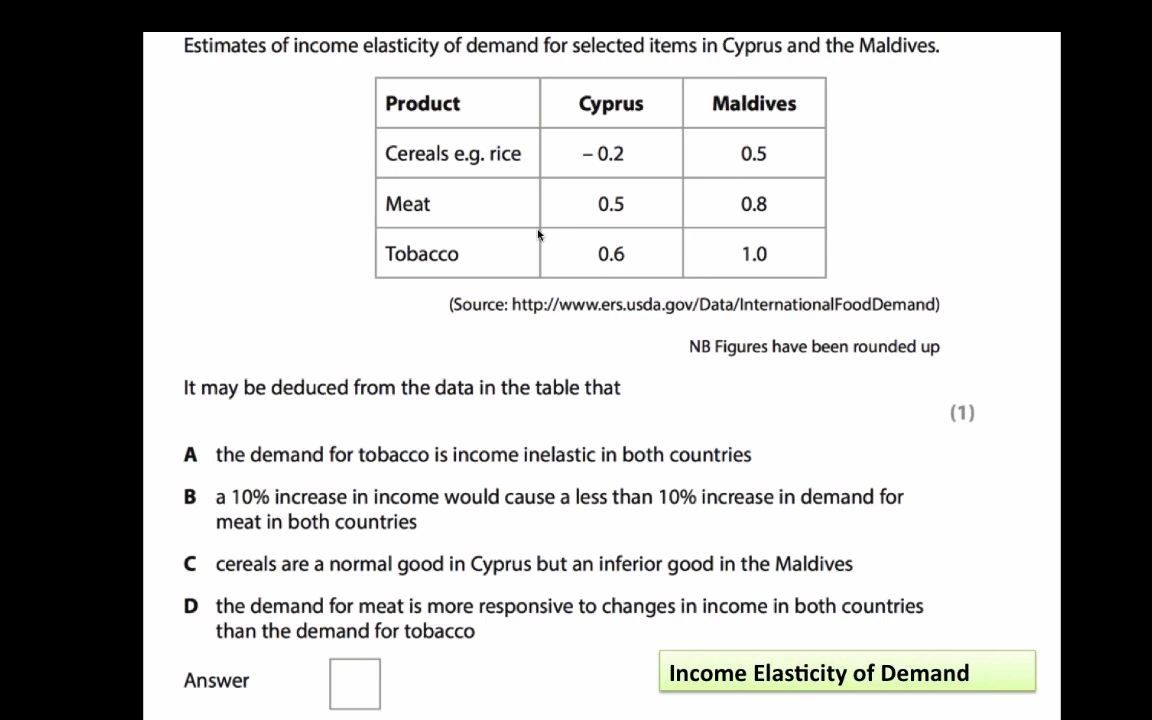 Estimates of income elasticity of demand for selected items in Cyprus and the Maldives.
Product Cyprus Maldives
Cereals e.g. rice – 0.2 0.5
Meat 0.5 0.8
Tobacco 0.6 1.0
(Source: http://www.ers.usda.gov/Data/InternationalFoodDemand)
NB Figures have been rounded up
It may be deduced from the data in the table that
(1)
A the demand for tobacco is income inelastic in both countries
B a 10% increase in income would cause a less than 10% increase in demand for
meat in both countries
C cereals are a normal good in Cyprus but an inferior good in the Maldives
D the demand for meat is more responsive to changes in income in both countries
than the demand for tobacco
Answer
Income Elasticity of Demand